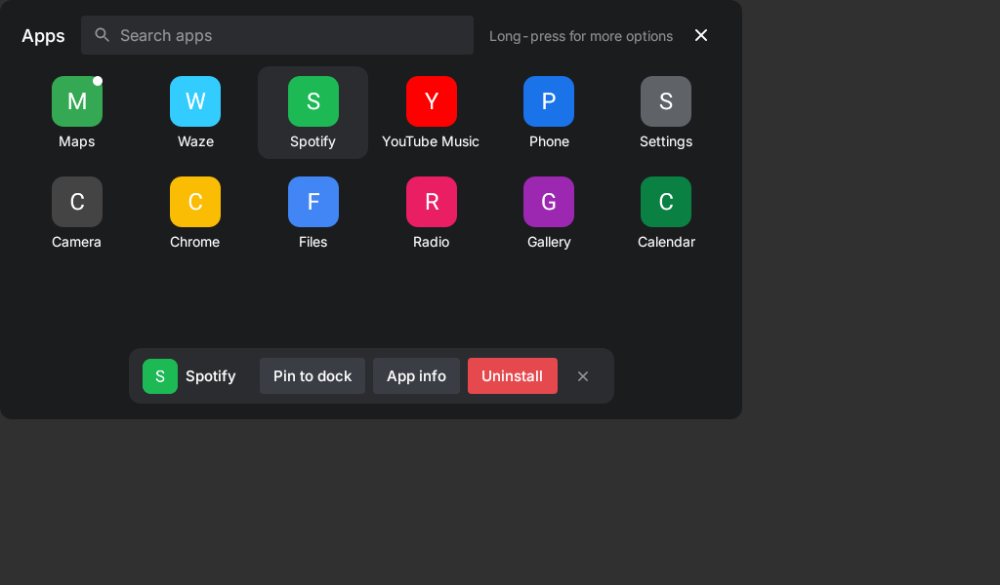 Apps
Search apps
Long-press for more options
M
W
S
Y
P
S
Maps
Waze
Spotify
YouTube Music
Phone
Settings
C
C
F
R
G
C
Camera
Chrome
Files
Radio
Gallery
Calendar
S
Spotify
Pin to dock
App info
Uninstall